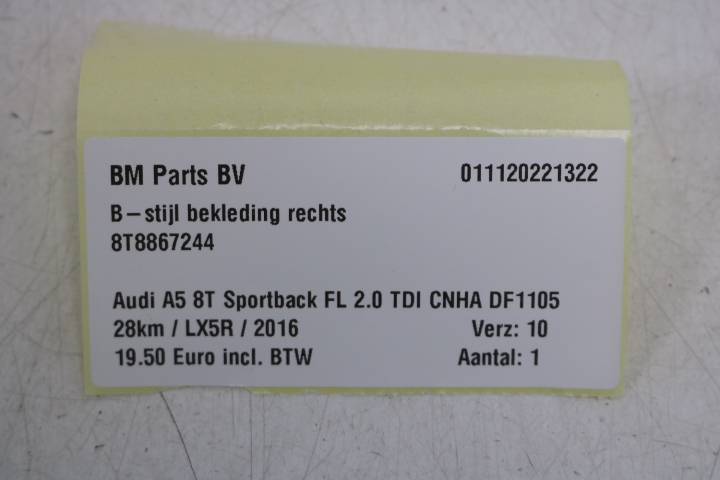 BM Parts BV 011120221322
B-stijl bekleding rechts
8T8867244
Audi A5 8T Sportback FL 2.0 TDI CNHA DF1105
28km / LX5R / 2016 Verz: 10
19.50 Euro incl. BTW Aantal: 1